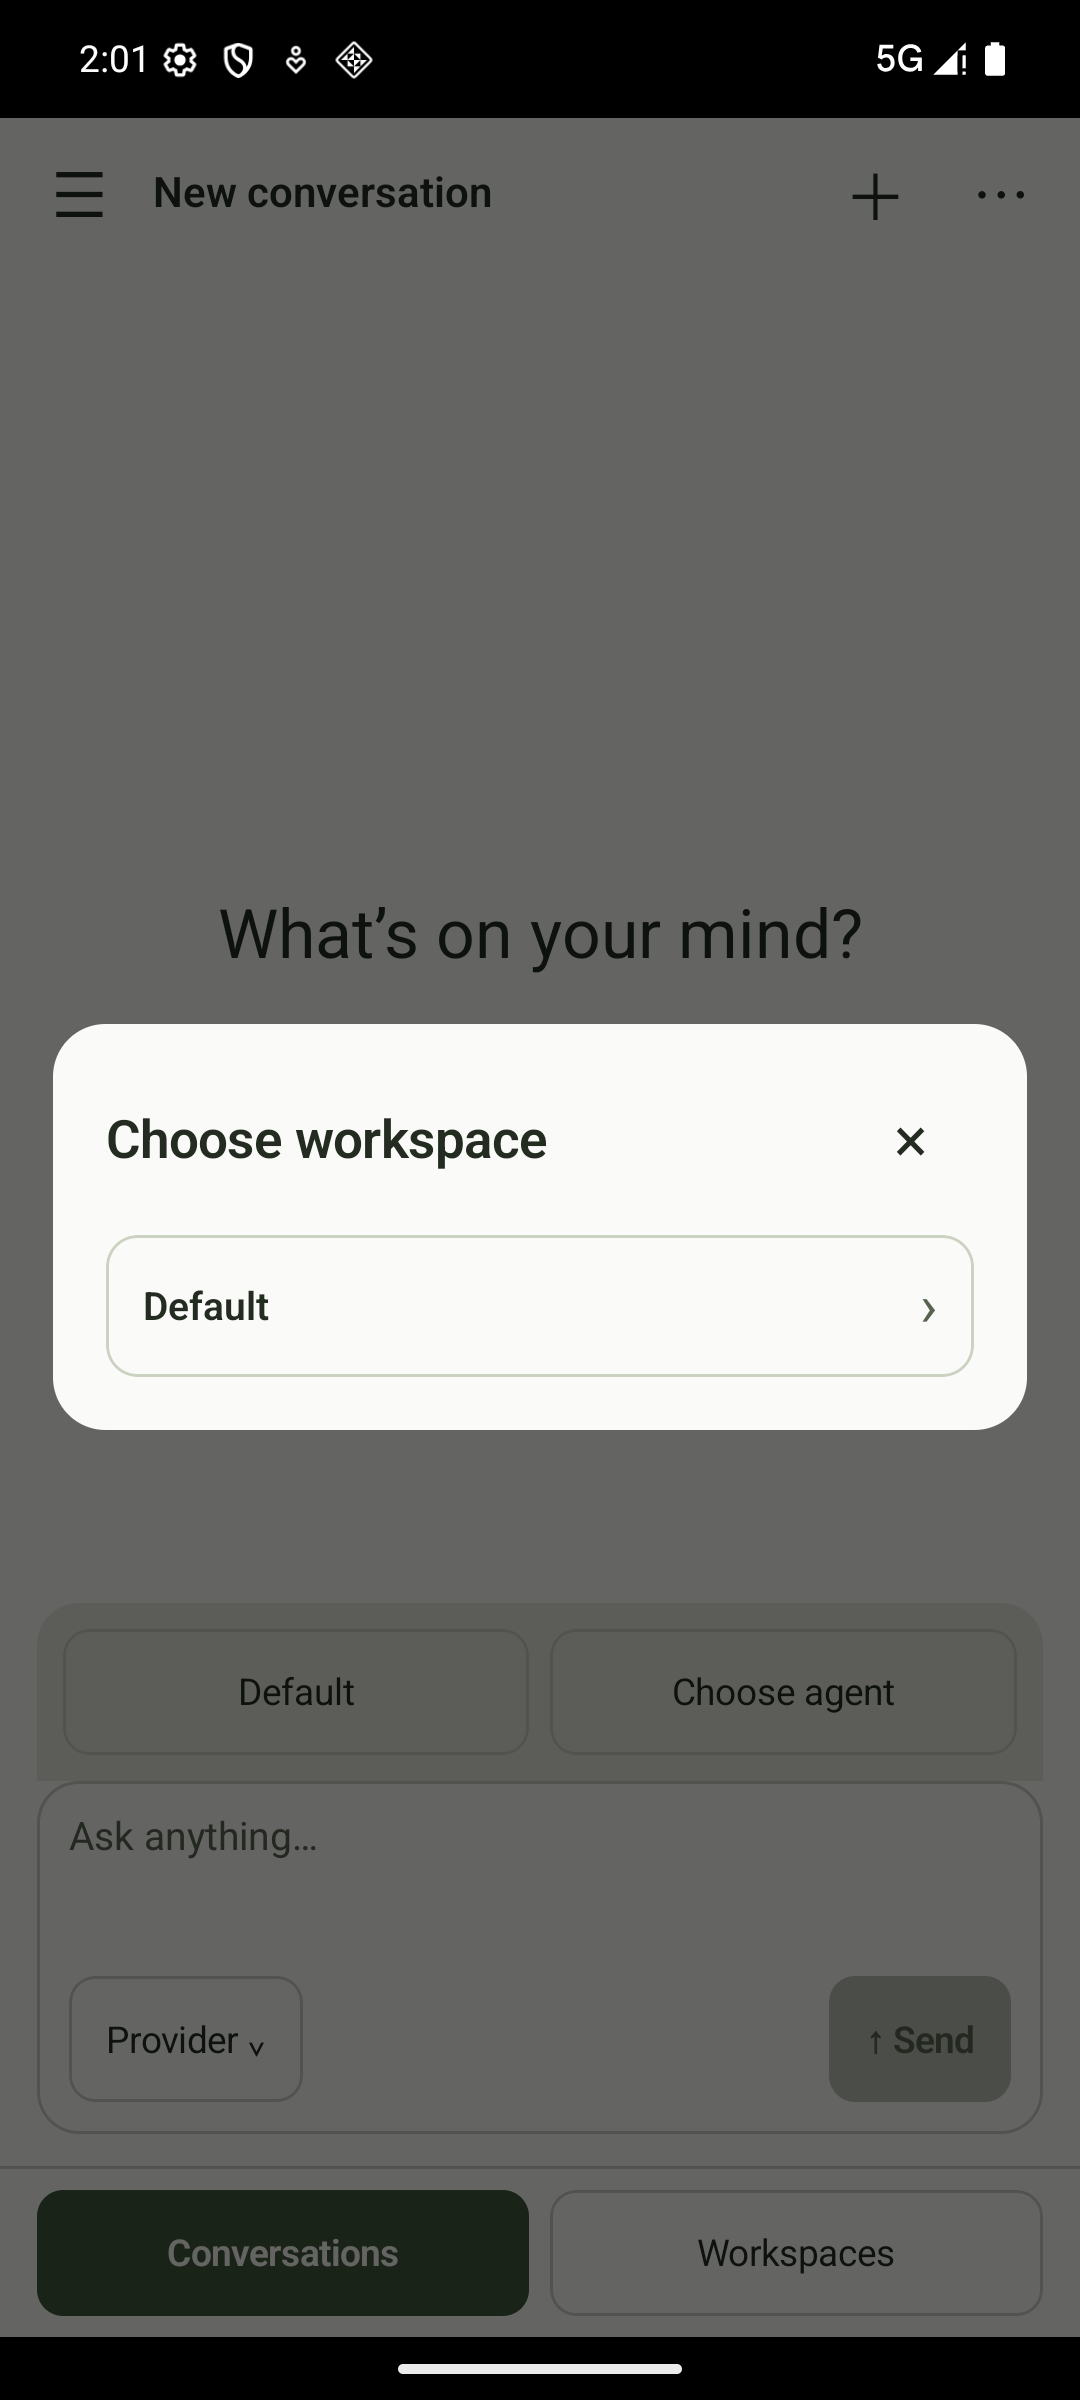 2:01
5G
New conversation
What’s on your mind?
Choose workspace
×
Default ›
Default
Choose agent
Ask anything…
Provider v
↑ Send
Conversations
Workspaces